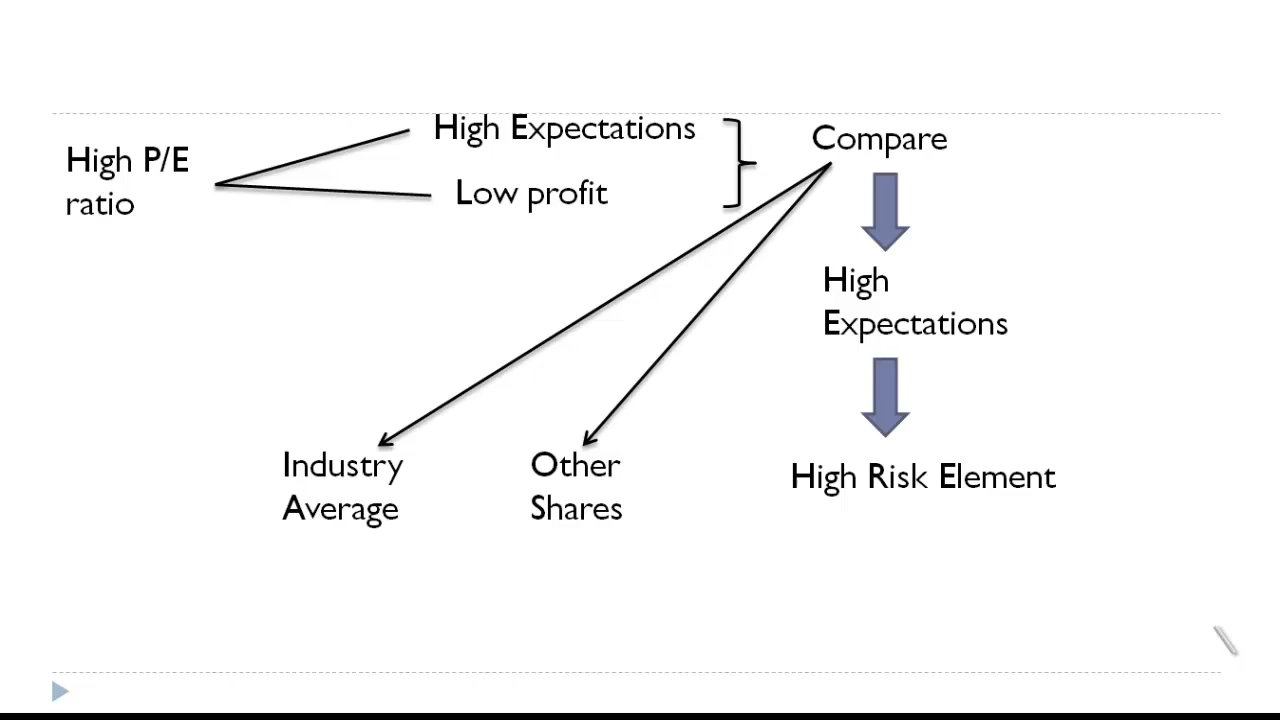 High P/E
ratio
High Expectations
Low profit
Compare
High
Expectations
High Risk Element
Industry
Average
Other
Shares